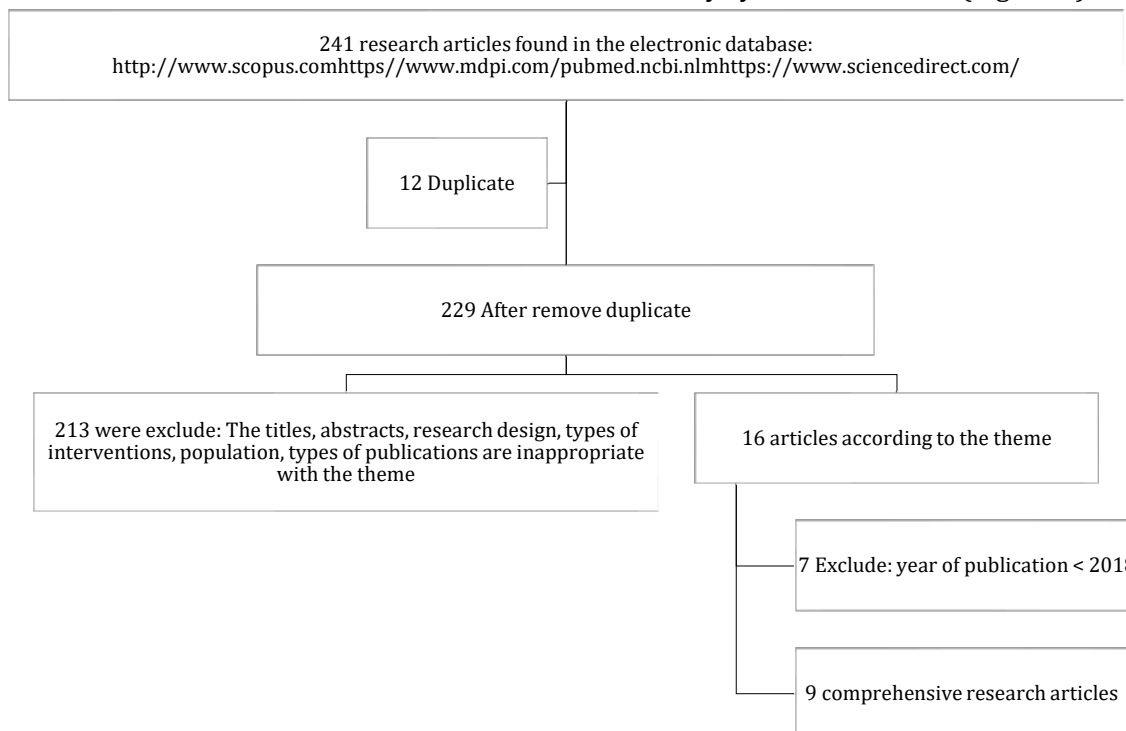 241 research articles found in the electronic database:
http://www.scopus.comhttps//www.mdpi.com/pubmed.ncbi.nlmhttps://www.sciencedirect.com/
12 Duplicate
229 After remove duplicate
213 were exclude: The titles, abstracts, research design, types of
interventions, population, types of publications are inappropriate
with the theme
16 articles according to the theme
7 Exclude: year of publication < 2018
9 comprehensive research articles